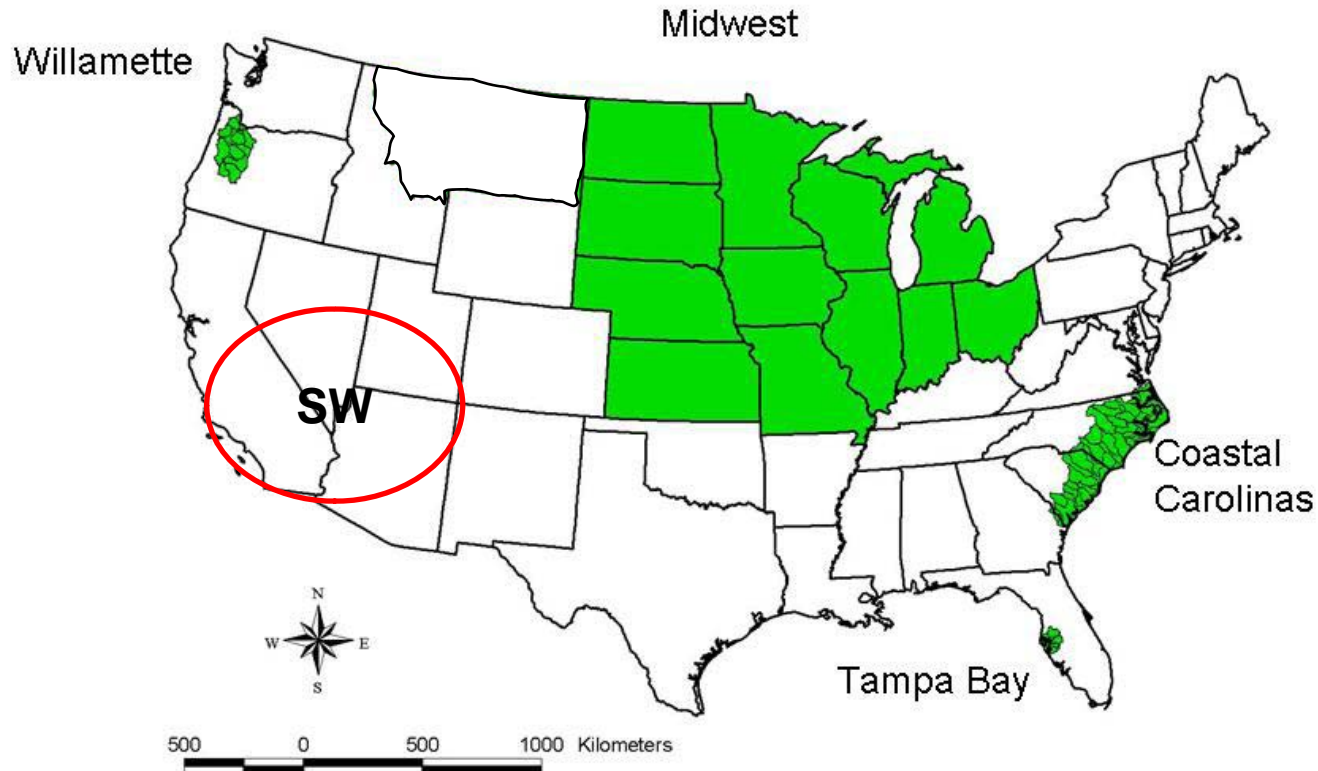 Midwest
Willamette
SW
Coastal
Carolinas
Tampa Bay
N
W E
S
500 0 500 1000 Kilometers